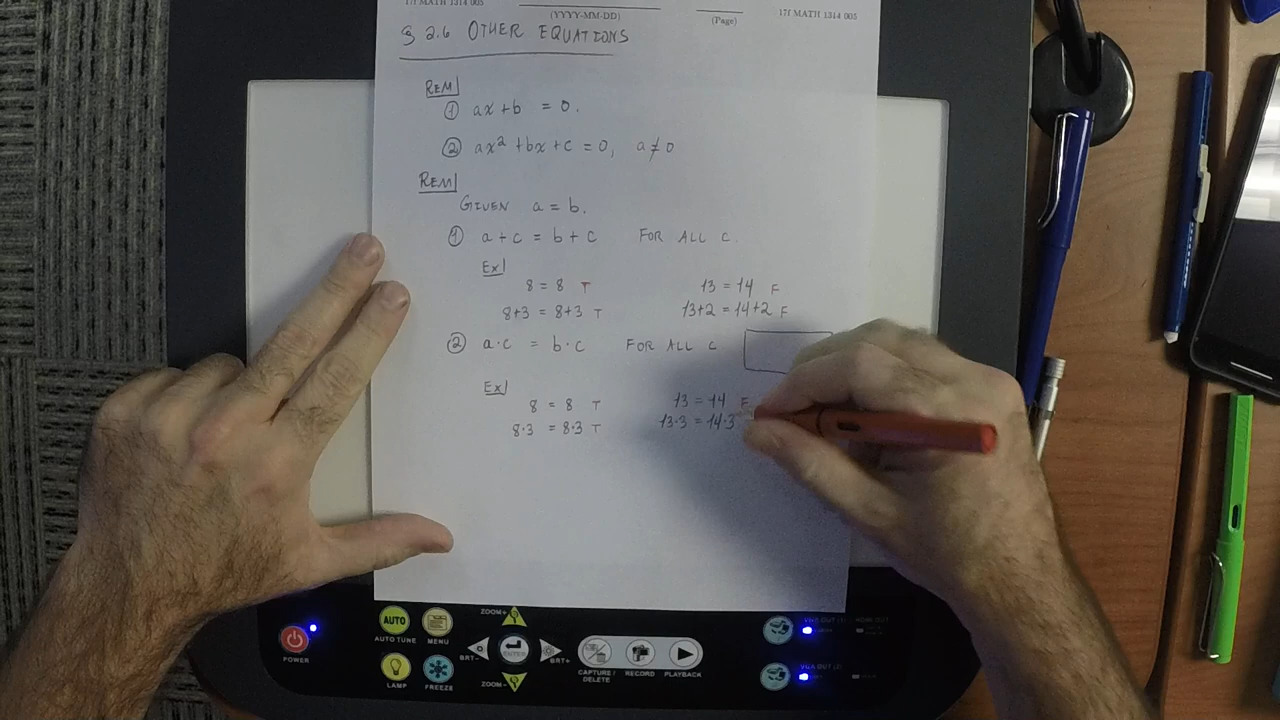 17f MATH 1314 005
(YYYY-MM-DD)
(Page)
17f MATH 1314 005
§ 2.6 OTHER EQUATIONS
REM
① ax + b = 0.
② ax² + bx + c = 0, a ≠ 0
REM
GIVEN a = b.
① a + c = b + c FOR ALL C.
Ex
8 = 8 T 13 = 14 F
8+3 = 8+3 T 13+2 = 14+2 F
② a·c = b·c FOR ALL C
Ex
8 = 8 T 13 = 14 F
8·3 = 8·3 T 13·3 = 14·3
POWER
AUTO
AUTO TUNE
MENU
LAMP
FREEZE
ZOOM+
BRT-
ENTER
BRT+
ZOOM-
CAPTURE / DELETE
RECORD
PLAYBACK